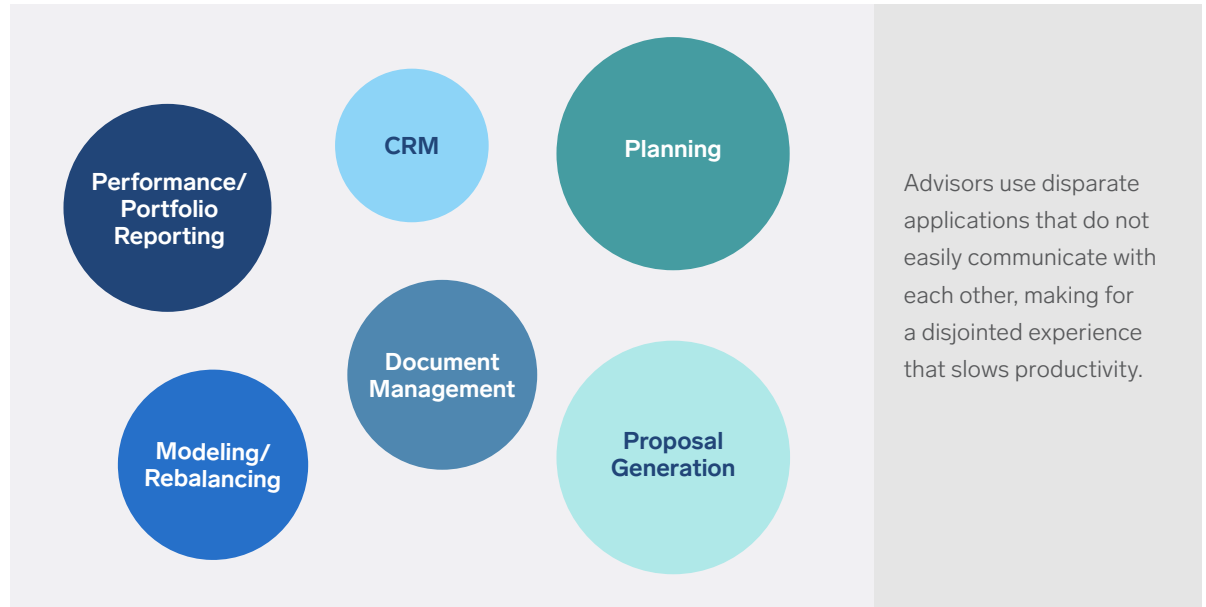 Performance/
Portfolio
Reporting
CRM
Planning
Modeling/
Rebalancing
Document
Management
Proposal
Generation
Advisors use disparate
applications that do not
easily communicate with
each other, making for
a disjointed experience
that slows productivity.